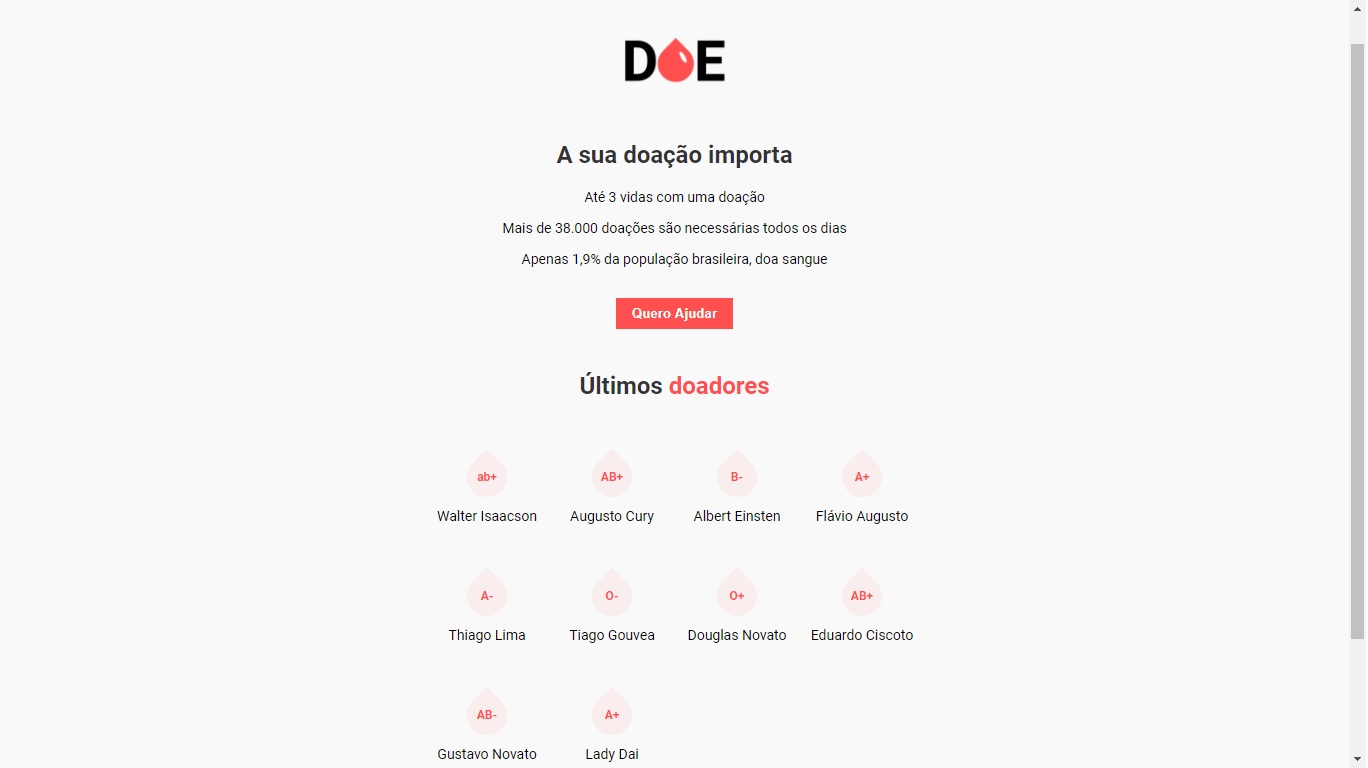 DOE
A sua doação importa
Até 3 vidas com uma doação
Mais de 38.000 doações são necessárias todos os dias
Apenas 1,9% da população brasileira, doa sangue
Quero Ajudar
Últimos doadores
ab+ AB+ B- A+
Walter Isaacson Augusto Cury Albert Einsten Flávio Augusto
A- O- O+ AB+
Thiago Lima Tiago Gouvea Douglas Novato Eduardo Ciscoto
AB- A+
Gustavo Novato Lady Dai